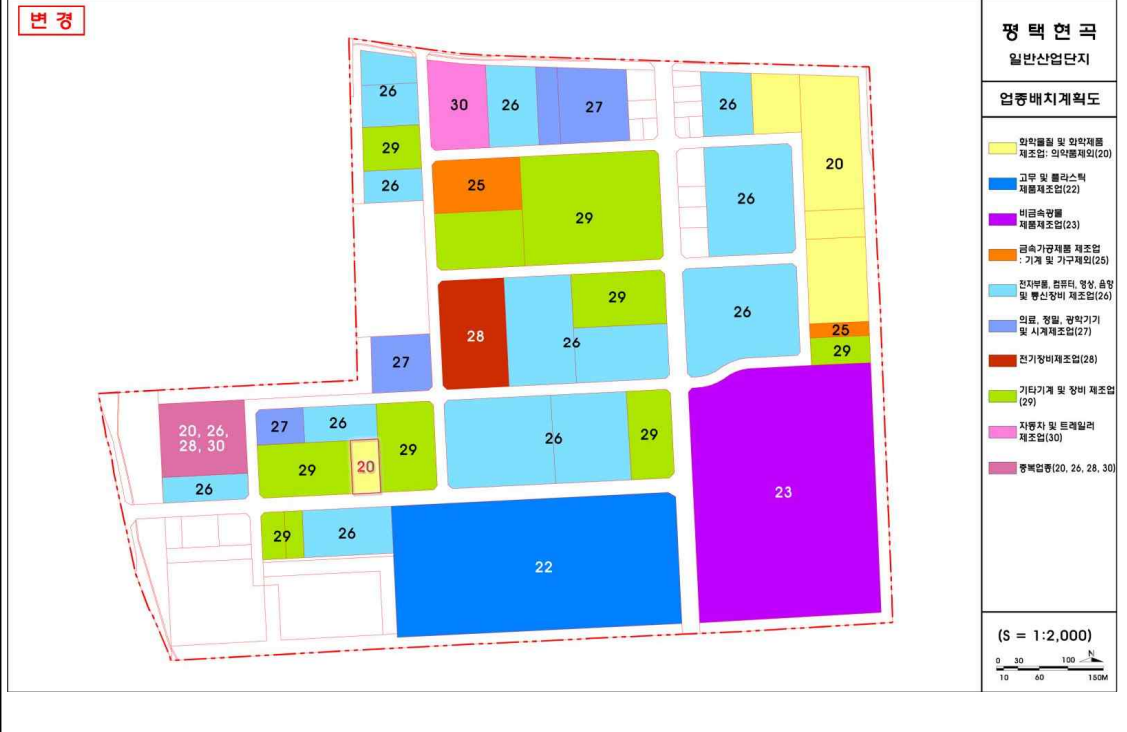 변 경
평 택 현 곡
일반산업단지
업종배치계획도
화학물질 및 화학제품
제조업: 의약품제외(20)
고무 및 플라스틱
제품제조업(22)
비금속광물
제품제조업(23)
금속가공제품 제조업
: 기계 및 가구제외(25)
전자부품, 컴퓨터, 영상, 음향
및 통신장비 제조업(26)
의료, 정밀, 광학기기
및 시계제조업(27)
전기장비제조업(28)
기타기계 및 장비 제조업
(29)
자동차 및 트레일러
제조업(30)
중복업종(20, 26, 28, 30)
(S = 1:2,000)
N
0 30 100
10 60 150M
26
30
26
27
26
29
20
26
25
26
29
26
29
28
26
25
29
27
20, 26,
28, 30
27
26
29
26
29
29
20
26
23
29
26
22